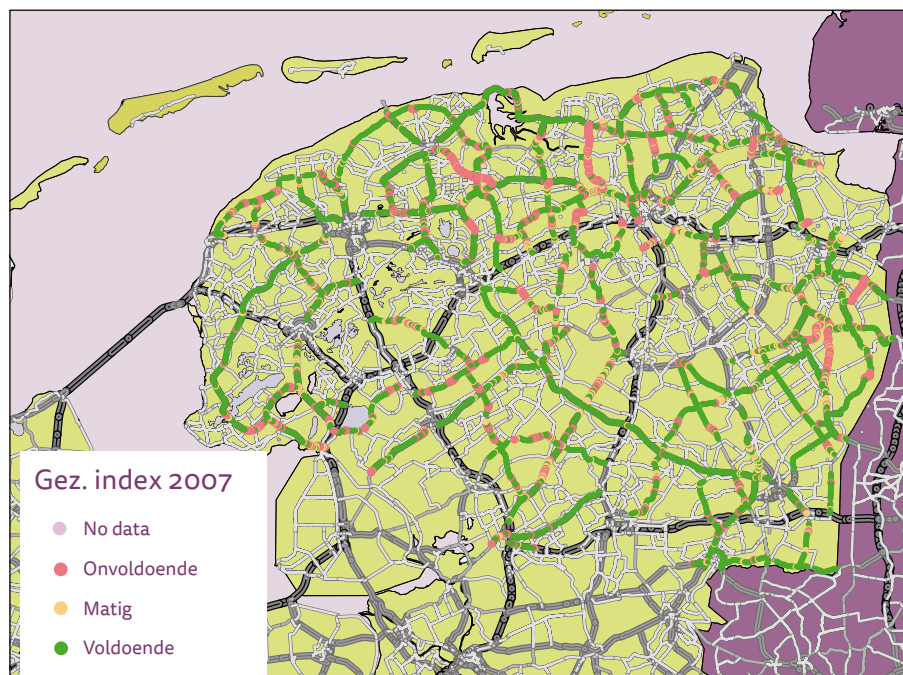 Gez. index 2007
No data
Onvoldoende
Matig
Voldoende